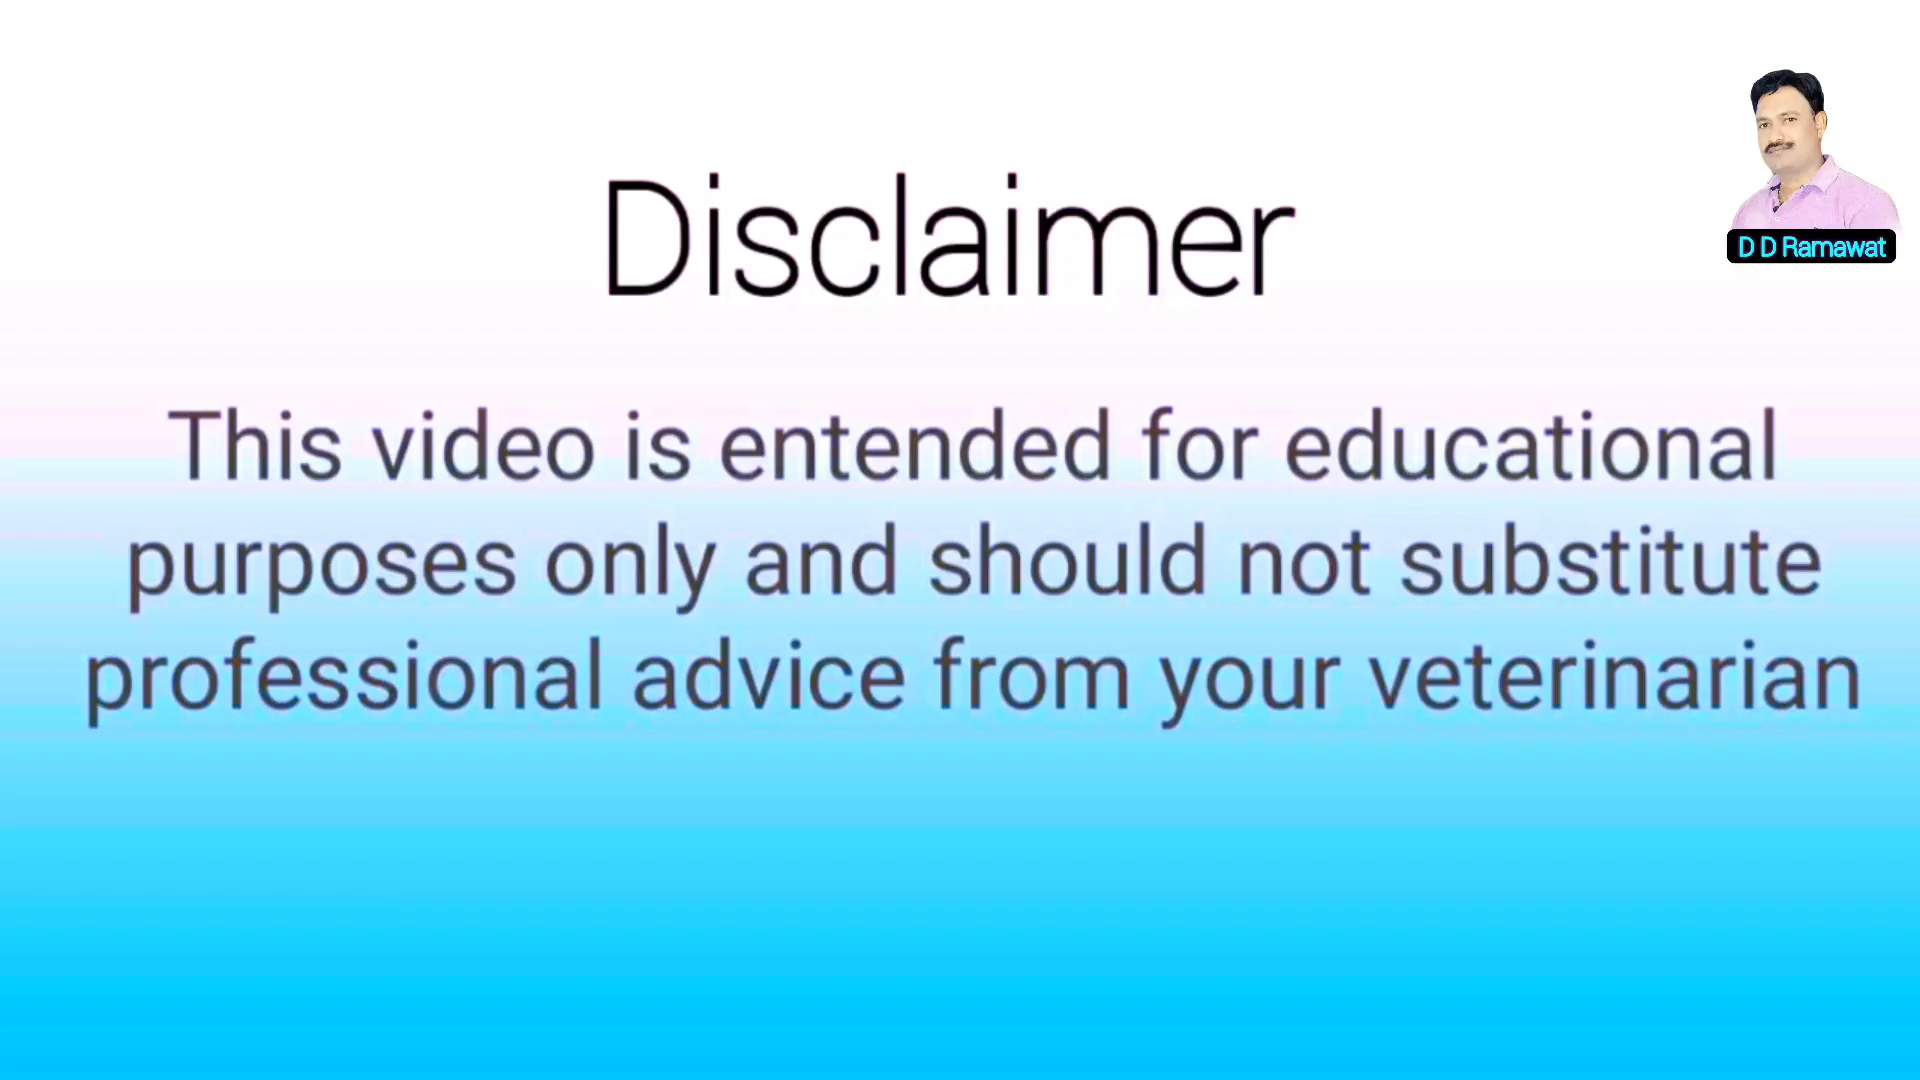 Disclaimer
D D Ramawat
This video is entended for educational
purposes only and should not substitute
professional advice from your veterinarian